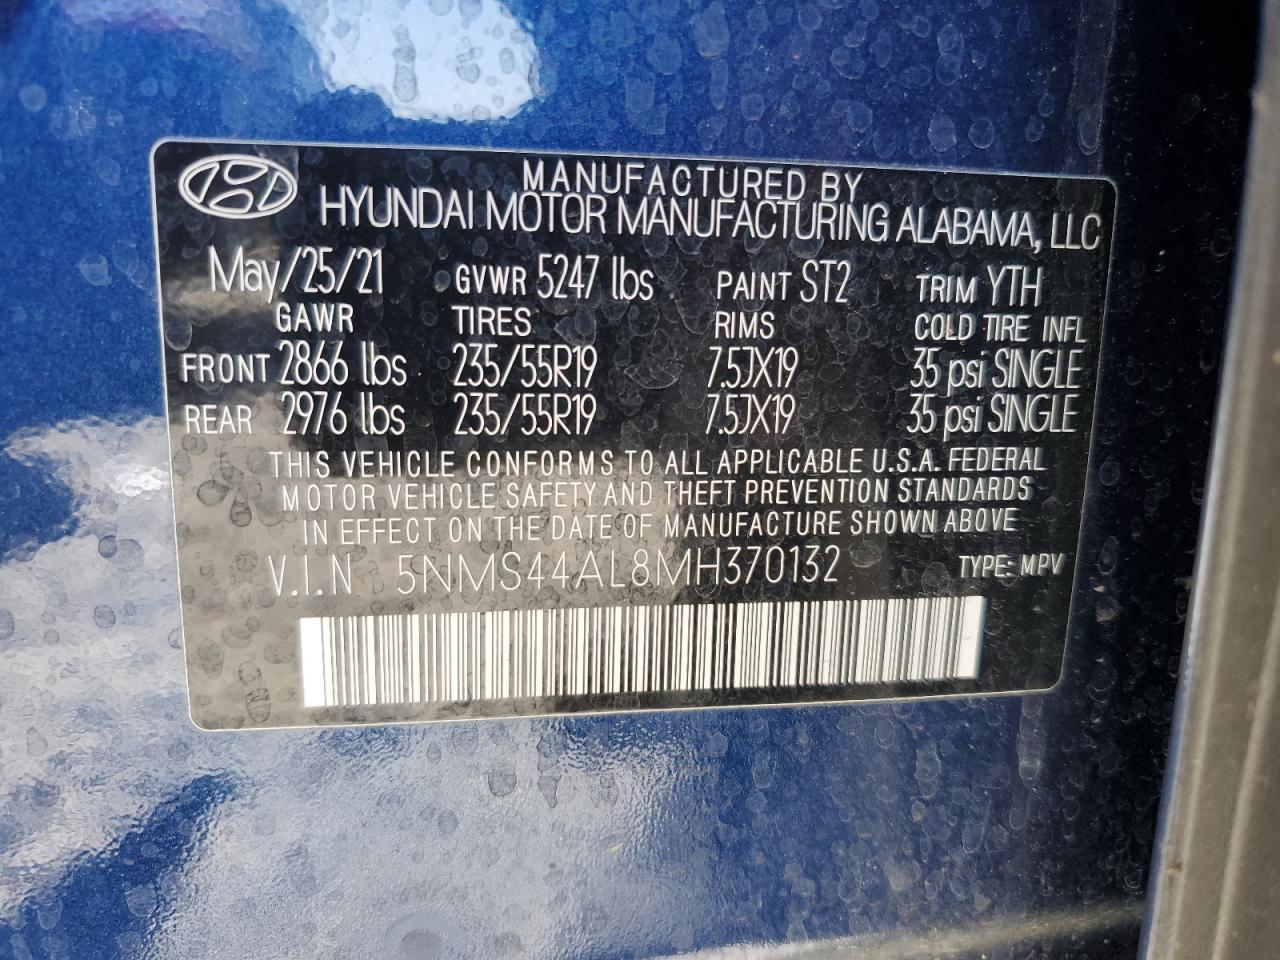 MANUFACTURED BY
HYUNDAI MOTOR MANUFACTURING ALABAMA, LLC
May/25/21 GVWR 5247 lbs PAINT ST2 TRIM YTH
GAWR TIRES RIMS COLD TIRE INFL
FRONT 2866 lbs 235/55R19 7.5JX19 35 psi SINGLE
REAR 2976 lbs 235/55R19 7.5JX19 35 psi SINGLE
THIS VEHICLE CONFORMS TO ALL APPLICABLE U.S.A. FEDERAL
MOTOR VEHICLE SAFETY AND THEFT PREVENTION STANDARDS
IN EFFECT ON THE DATE OF MANUFACTURE SHOWN ABOVE
V.I.N 5NMS44AL8MH370132 TYPE: MPV